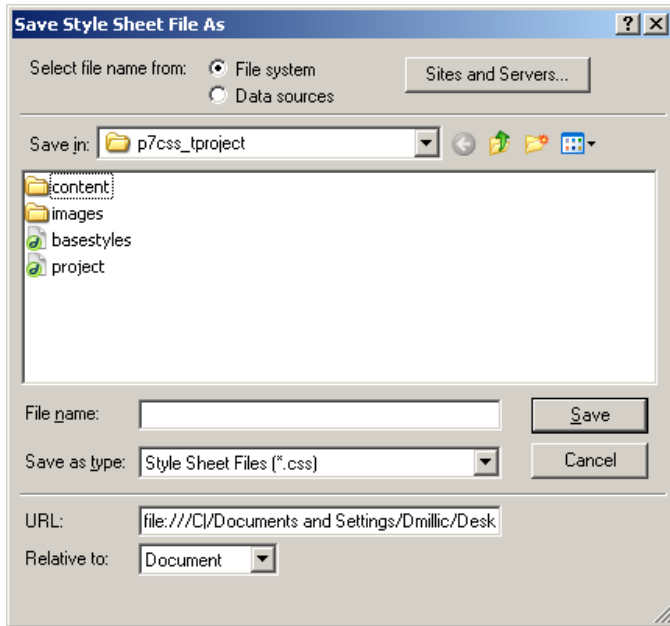 Save Style Sheet File As
Select file name from:
File system
Sites and Servers...
Data sources
Save in:
p7css_tproject
content
images
basestyles
project
File name:
Save
Save as type:
Style Sheet Files (*.css)
Cancel
URL:
file:///C|/Documents and Settings/Dmillic/Desk
Relative to:
Document